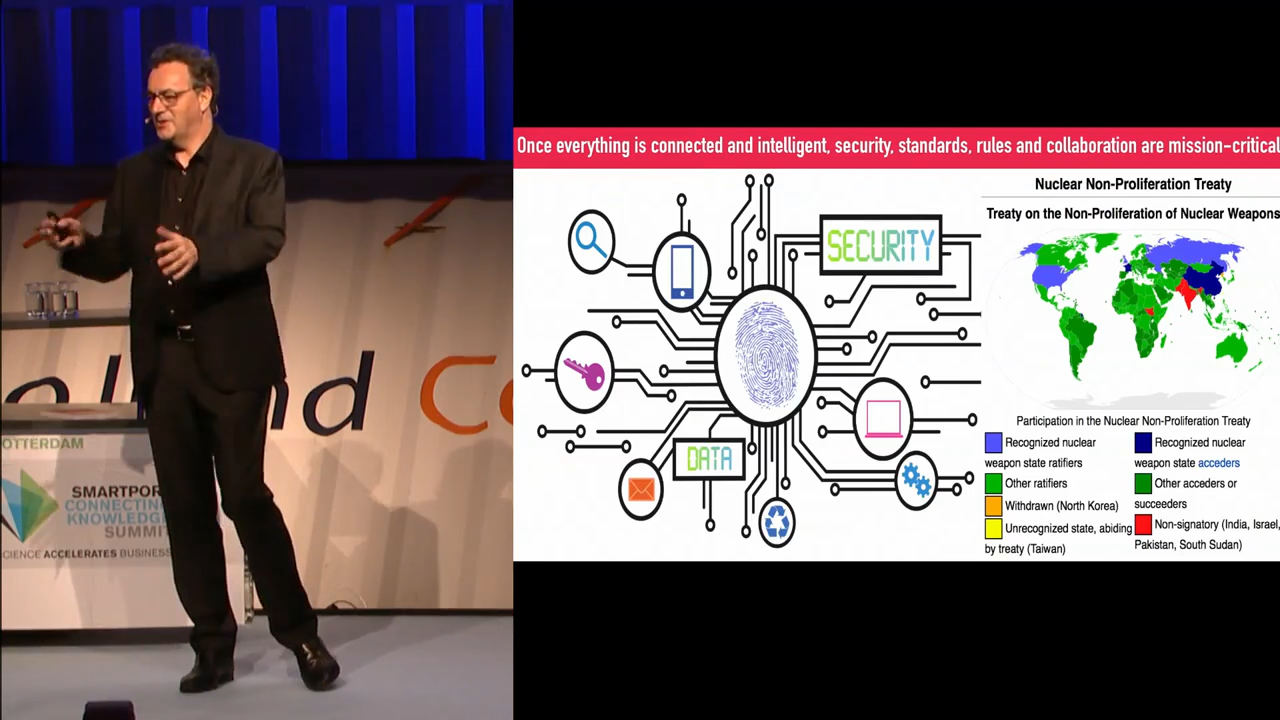 Once everything is connected and intelligent, security, standards, rules and collaboration are mission-critical
Nuclear Non-Proliferation Treaty
Treaty on the Non-Proliferation of Nuclear Weapons
SECURITY
DATA
Participation in the Nuclear Non-Proliferation Treaty
Recognized nuclear
weapon state ratifiers
Other ratifiers
Withdrawn (North Korea)
Unrecognized state, abiding
by treaty (Taiwan)
Recognized nuclear
weapon state acceders
Other acceders or
succeeders
Non-signatory (India, Israel,
Pakistan, South Sudan)
OTTERDAM
SMARTPOR
CONNECTING
KNOWLEDGE
SUMMIT
CIENCE ACCELERATES BUSINESS